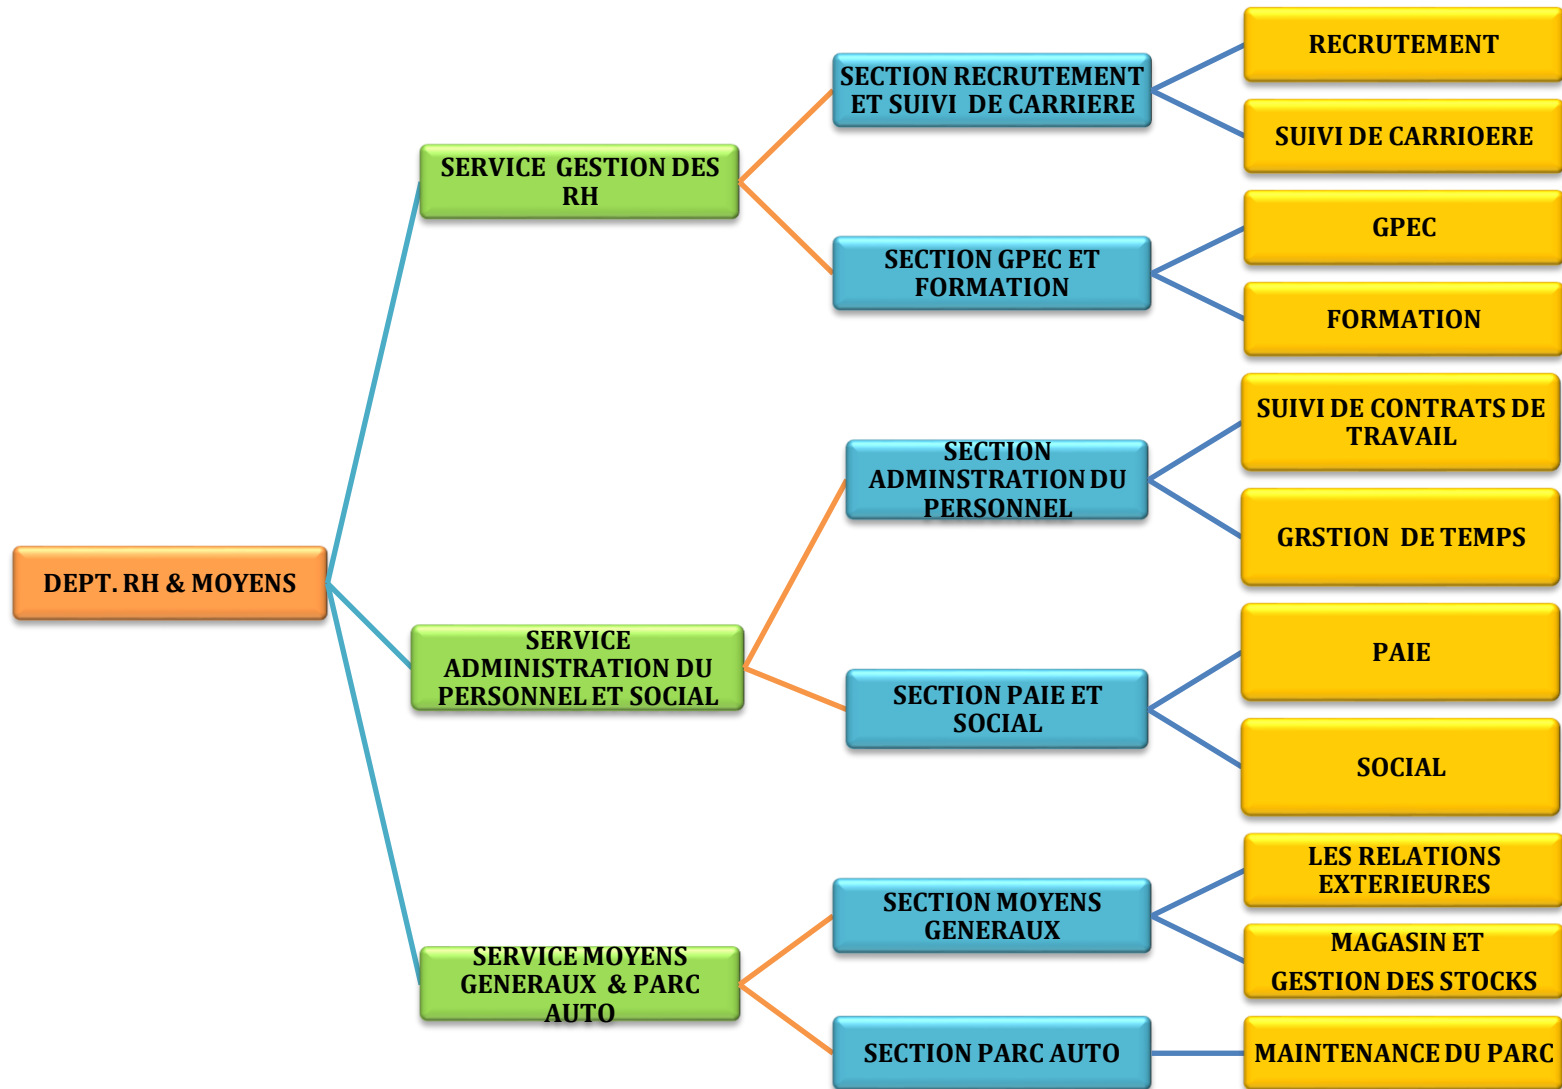 DEPT. RH & MOYENS
SERVICE GESTION DES
RH
SECTION RECRUTEMENT
ET SUIVI DE CARRIERE
RECRUTEMENT
SUIVI DE CARRIOERE
SECTION GPEC ET
FORMATION
GPEC
FORMATION
SERVICE
ADMINISTRATION DU
PERSONNEL ET SOCIAL
SECTION
ADMINSTRATION DU
PERSONNEL
SUIVI DE CONTRATS DE
TRAVAIL
GRSTION DE TEMPS
SECTION PAIE ET
SOCIAL
PAIE
SOCIAL
SERVICE MOYENS
GENERAUX & PARC
AUTO
SECTION MOYENS
GENERAUX
LES RELATIONS
EXTERIEURES
MAGASIN ET
GESTION DES STOCKS
SECTION PARC AUTO
MAINTENANCE DU PARC